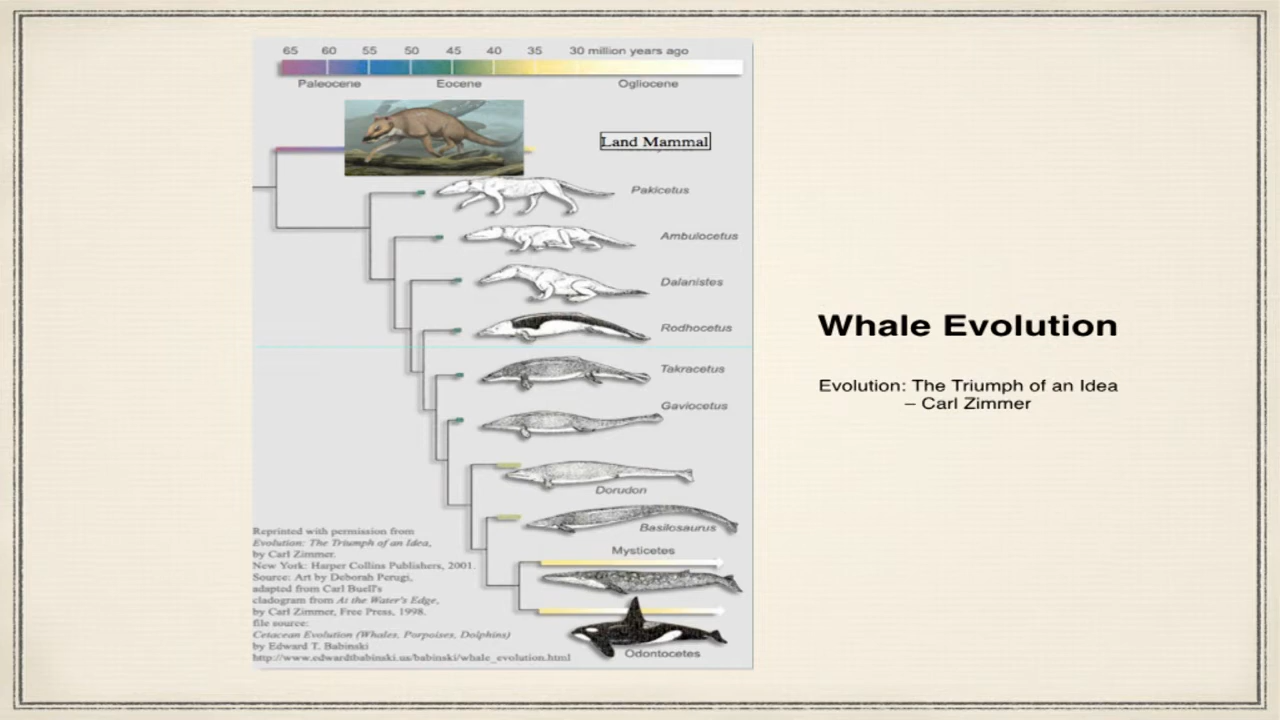 65 60 55 50 45 40 35 30 million years ago
Paleocene Eocene Ogliocene
Land Mammal
Pakicetus
Ambulocetus
Dalanistes
Rodhocetus
Takracetus
Gaviocetus
Dorudon
Basilosaurus
Mysticetes
Odontocetes
Reprinted with permission from
Evolution: The Triumph of an Idea,
by Carl Zimmer.
New York: Harper Collins Publishers, 2001.
Source: Art by Deborah Perugi,
adapted from Carl Buell's
cladogram from At the Water's Edge,
by Carl Zimmer, Free Press, 1998.
file source:
Cetacean Evolution (Whales, Porpoises, Dolphins)
by Edward T. Babinski
http://www.edwardtbabinski.us/babinski/whale_evolution.html
Whale Evolution
Evolution: The Triumph of an Idea
– Carl Zimmer